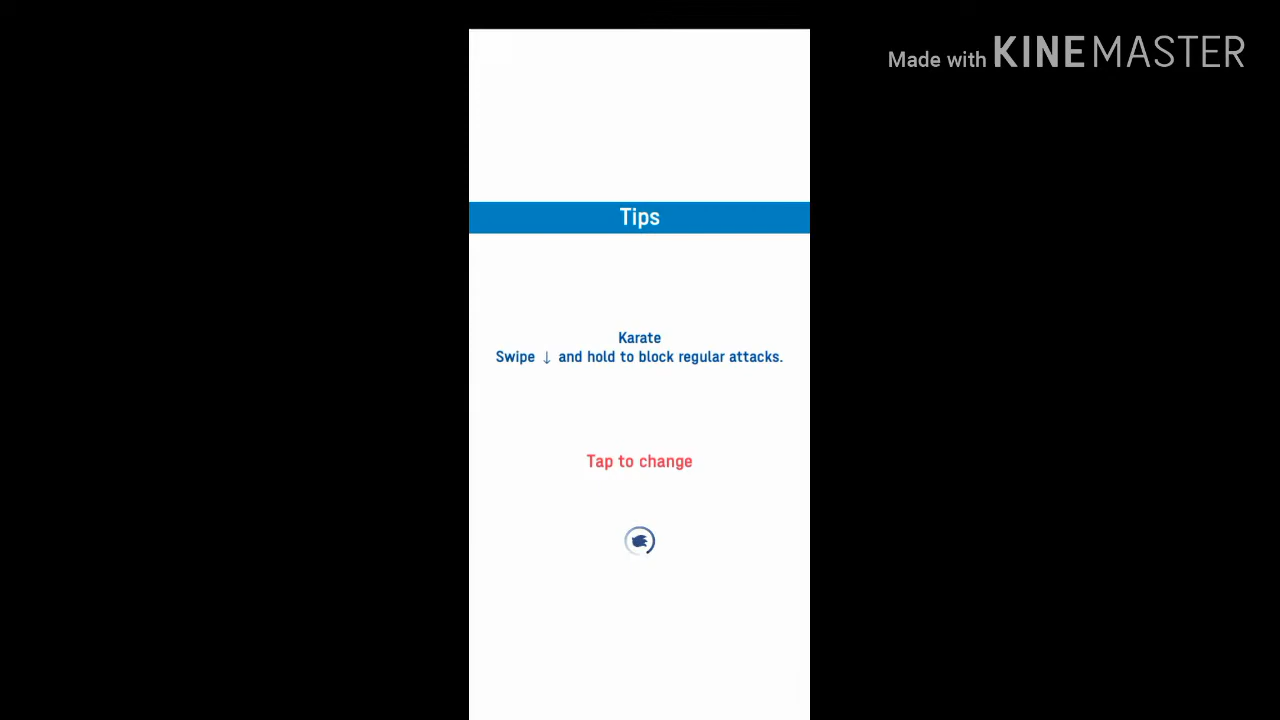 Made with KINEMASTER
Tips
Karate
Swipe ↓ and hold to block regular attacks.
Tap to change